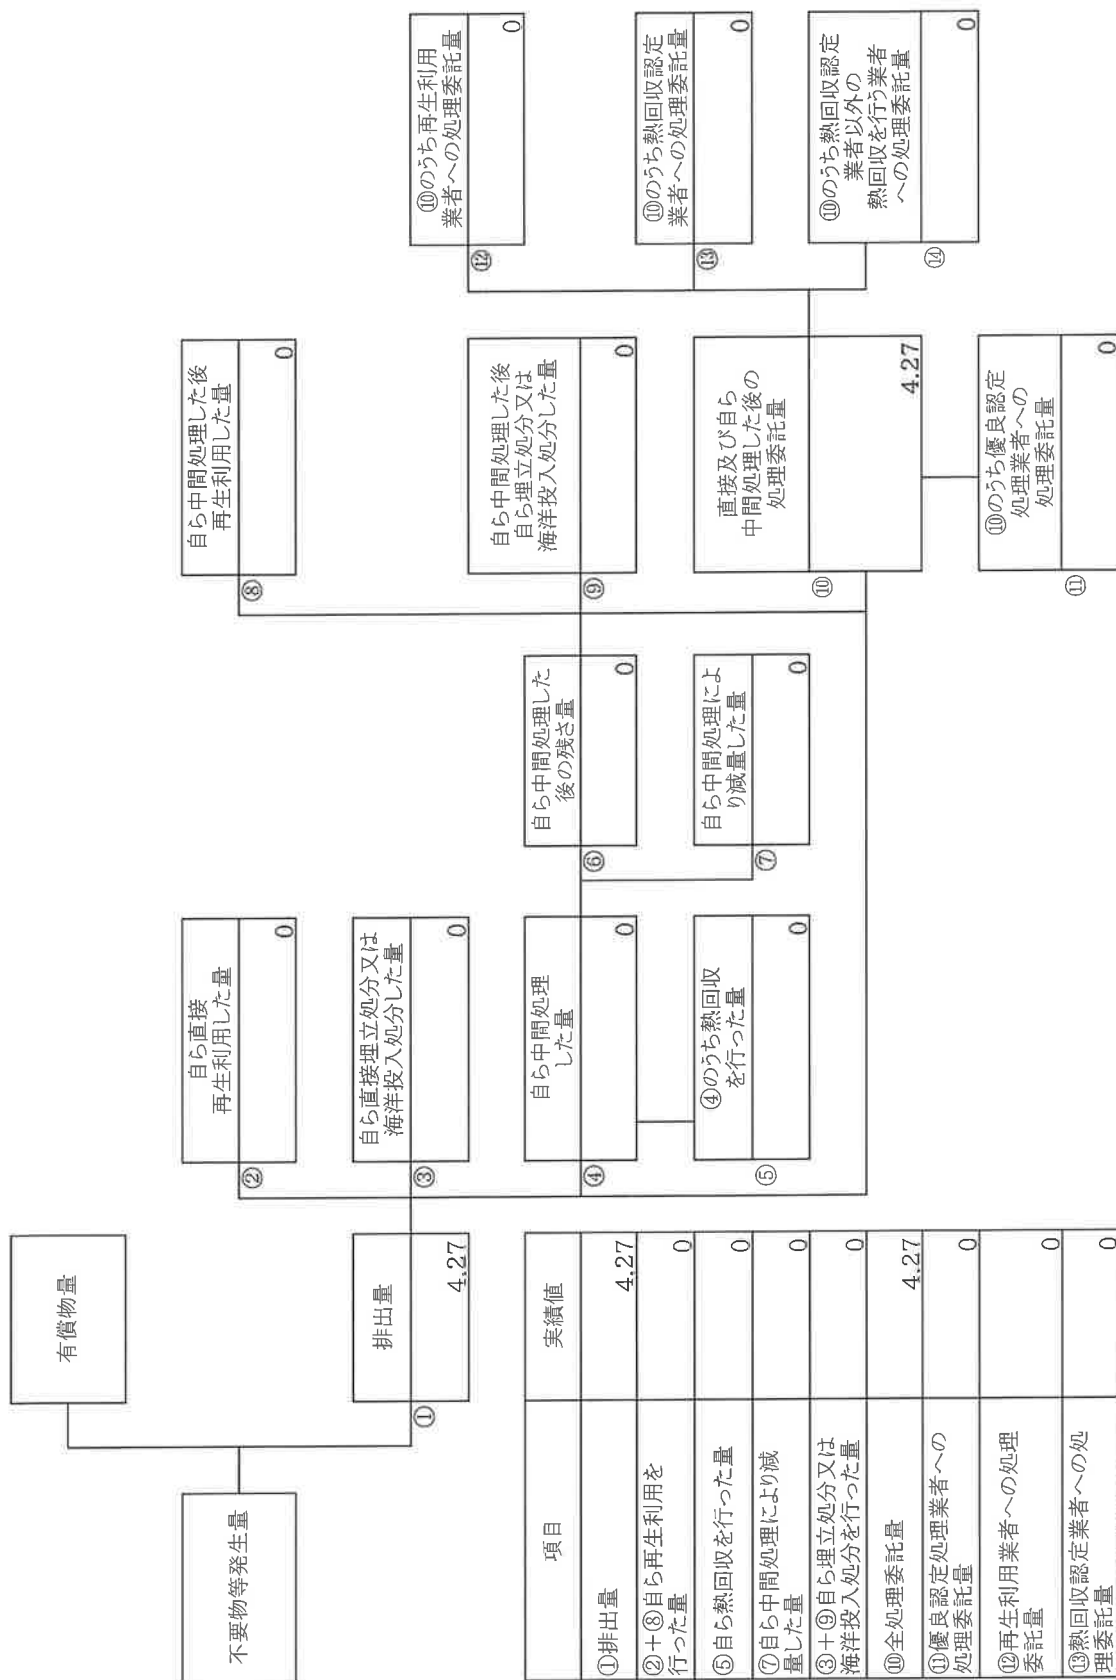 不要物等発生量
有償物量
排出量
①
4.27
自ら直接
再生利用した量
②
0
自ら直接埋立処分又は
海洋投入処分した量
③
0
自ら中間処理
した量
④
0
④のうち熱回収
を行った量
⑤
0
自ら中間処理した
後の残さ量
⑥
0
自ら中間処理によ
り減量した量
⑦
0
自ら中間処理した後
再生利用した量
⑧
0
自ら中間処理した後
自ら埋立処分又は
海洋投入処分した量
⑨
0
直接及び自ら
中間処理した後の
処理委託量
⑩
4.27
⑩のうち優良認定
処理業者への
処理委託量
⑪
0
⑩のうち再生利用
業者への処理委託量
⑫
0
⑩のうち熱回収認定
業者への処理委託量
⑬
0
⑩のうち熱回収認定
業者以外の
熱回収を行う業者
への処理委託量
⑭
0
項目 実績値
①排出量 4.27
②+⑧自ら再生利用を
行った量 0
⑤自ら熱回収を行った量 0
⑦自ら中間処理により減
量した量 0
③+⑨自ら埋立処分又は
海洋投入処分を行った量 0
⑩全処理委託量 4.27
⑪優良認定処理業者への
処理委託量 0
⑫再生利用業者への処理
委託量 0
⑬熱回収認定業者への処
理委託量 0